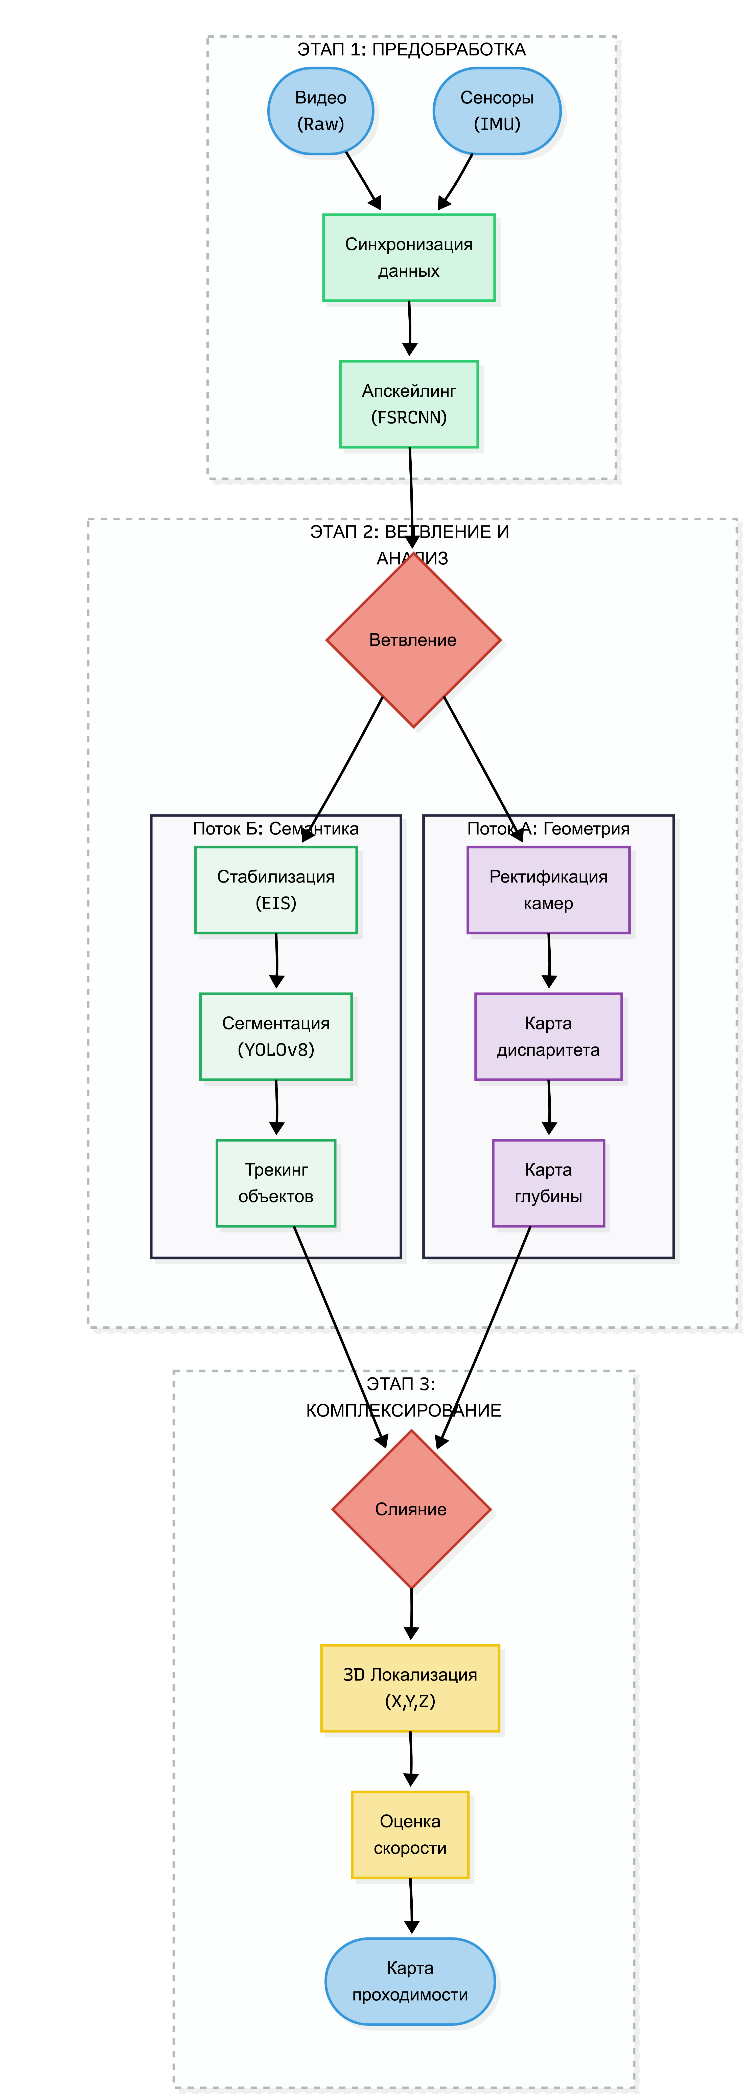 ЭТАП 1: ПРЕДОБРАБОТКА
Видео
(Raw)
Сенсоры
(IMU)
Синхронизация
данных
Апскейлинг
(FSRCNN)
ЭТАП 2: ВЕТВЛЕНИЕ И
АНАЛИЗ
Ветвление
Поток Б: Семантика
Стабилизация
(EIS)
Сегментация
(YOLOv8)
Трекинг
объектов
Поток А: Геометрия
Ректификация
камер
Карта
диспаритета
Карта
глубины
ЭТАП 3:
КОМПЛЕКСИРОВАНИЕ
Слияние
3D Локализация
(X,Y,Z)
Оценка
скорости
Карта
проходимости